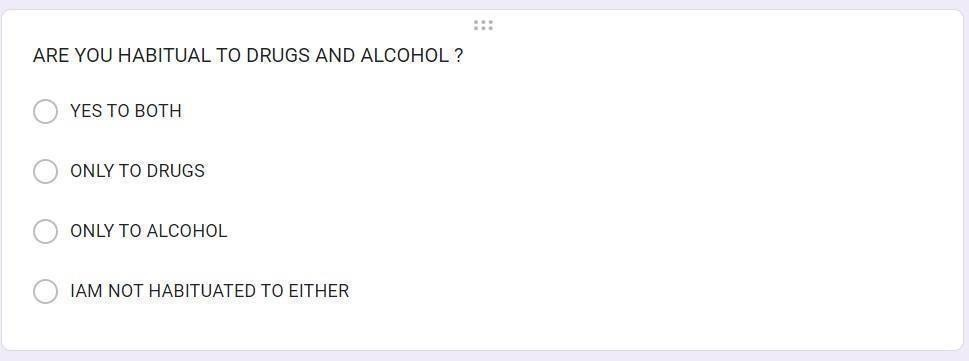 ARE YOU HABITUAL TO DRUGS AND ALCOHOL ?
YES TO BOTH
ONLY TO DRUGS
ONLY TO ALCOHOL
IAM NOT HABITUATED TO EITHER